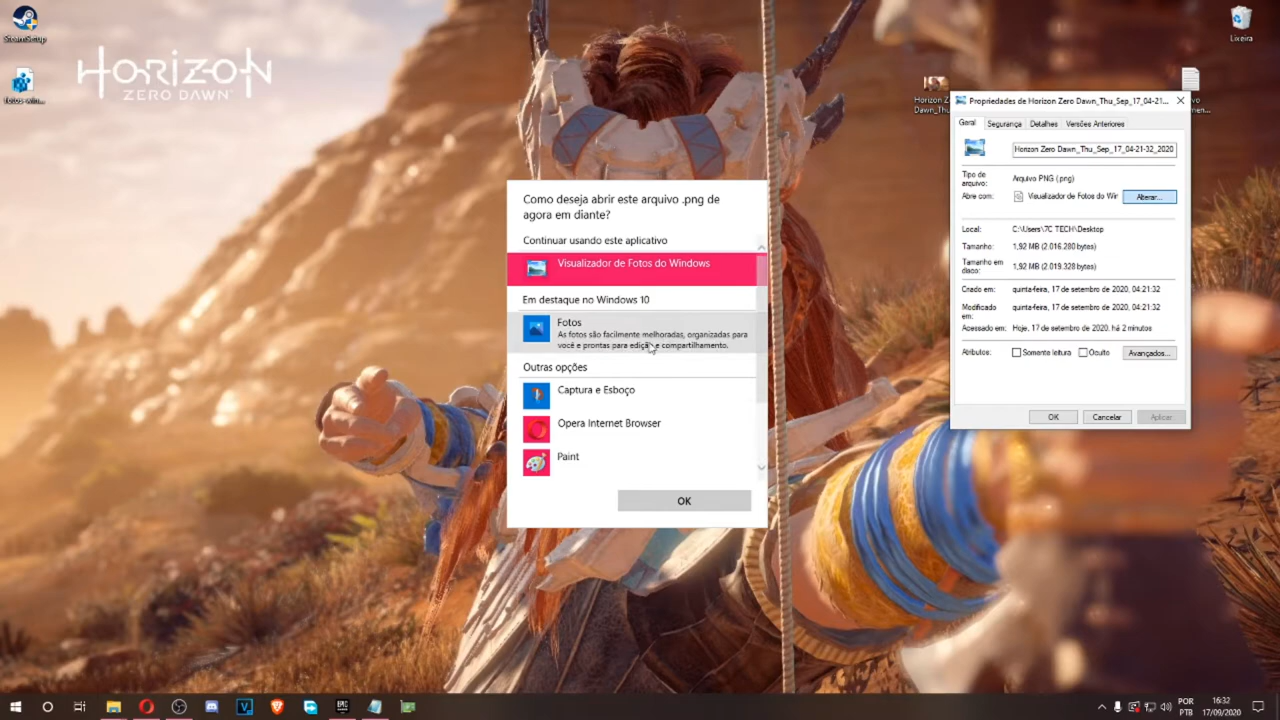 SteamSetup
HORIZON
ZERO DAWN
Lixeira
Como deseja abrir este arquivo .png de
agora em diante?
Continuar usando este aplicativo
Visualizador de Fotos do Windows
Em destaque no Windows 10
Fotos
As fotos são facilmente melhoradas, organizadas para
você e prontas para edição e compartilhamento.
Outras opções
Captura e Esboço
Opera Internet Browser
Paint
OK
Propriedades de Horizon Zero Dawn_Thu_Sep_17_04-21...
Geral Segurança Detalhes Versões Anteriores
Horizon Zero Dawn_Thu_Sep_17_04-21-32_2020
Tipo de
arquivo:
Arquivo PNG (.png)
Abre com:
Visualizador de Fotos do Wir
Alterar...
Local: C:\Users\7C TECH\Desktop
Tamanho: 1,92 MB (2.016.280 bytes)
Tamanho em
disco:
1,92 MB (2.019.328 bytes)
Criado em: quinta-feira, 17 de setembro de 2020, 04:21:32
Modificado
em:
quinta-feira, 17 de setembro de 2020, 04:21:32
Acessado em: Hoje, 17 de setembro de 2020, há 2 minutos
Atributos: Somente leitura Oculto Avançados...
OK Cancelar Aplicar
EPIC
POR
PTB
16:32
17/09/2020